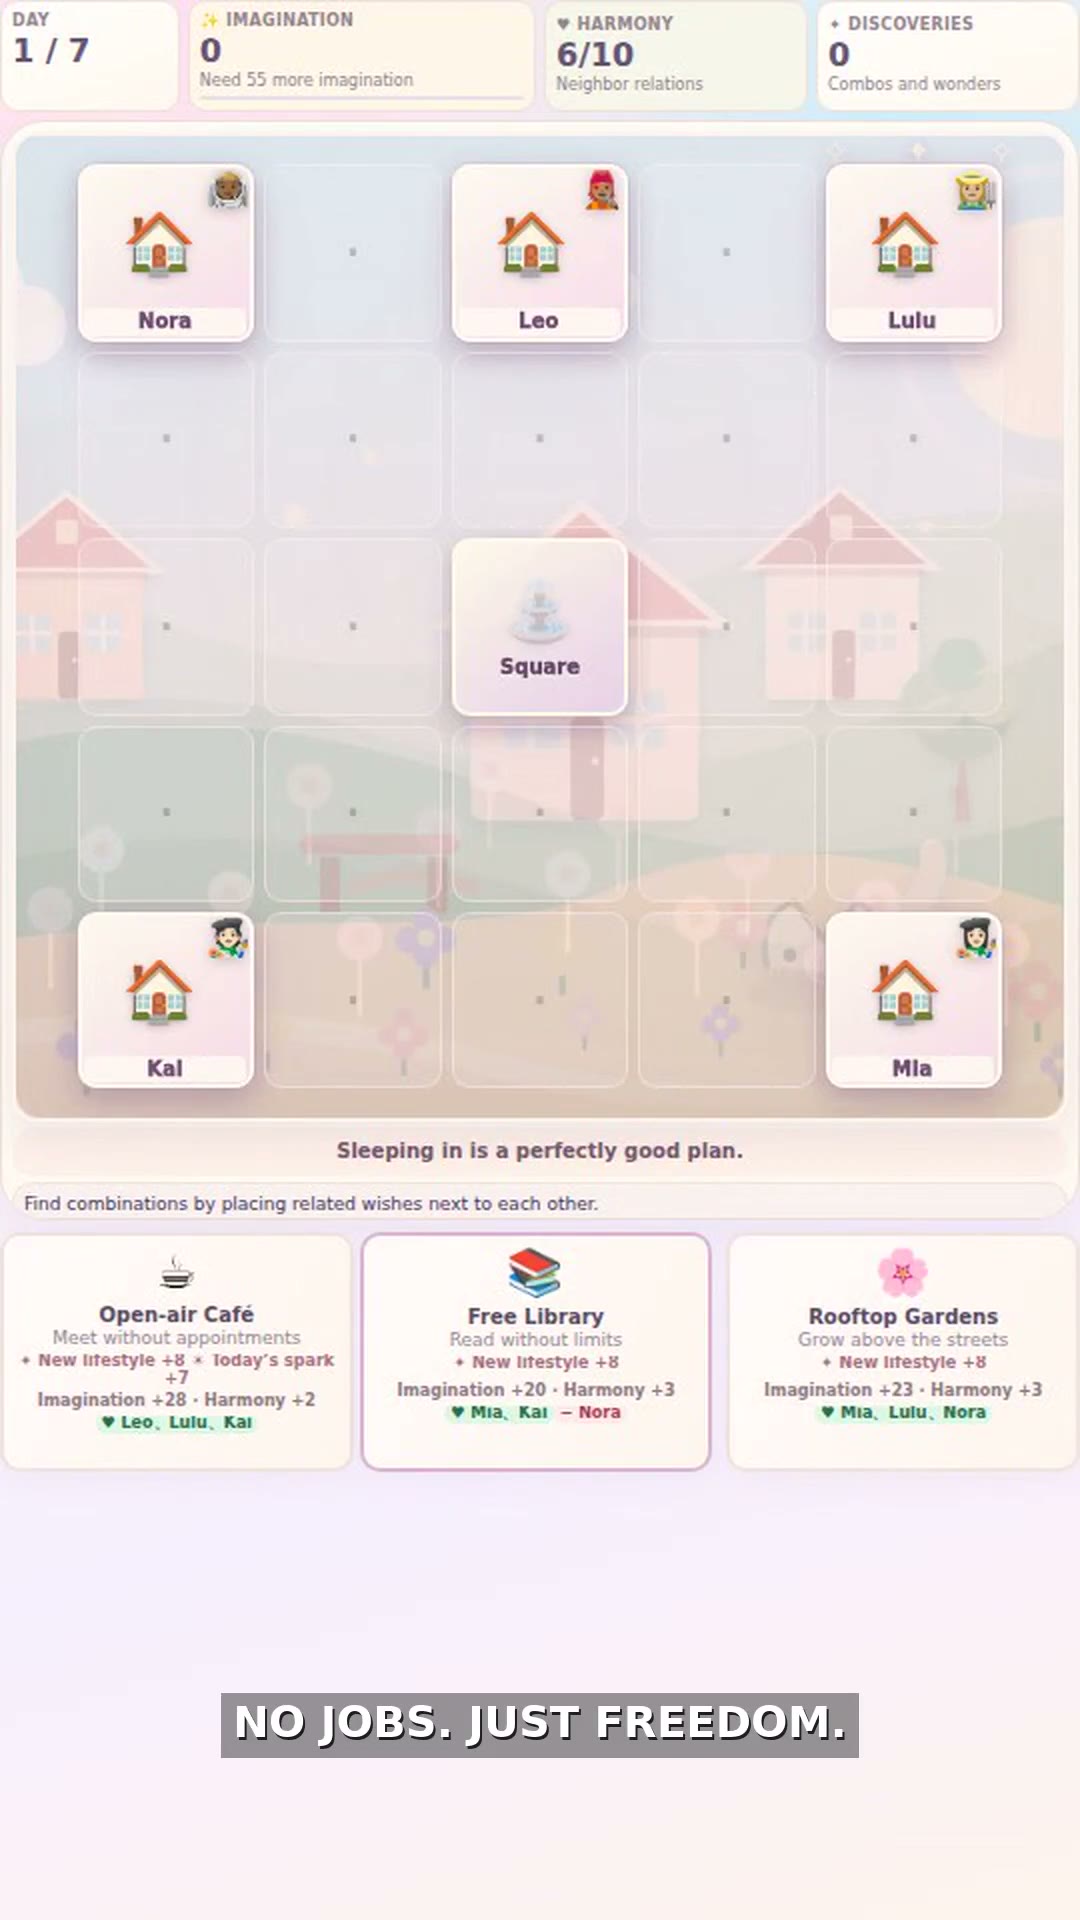 DAY
1 / 7
✨ IMAGINATION
0
Need 55 more imagination
♥ HARMONY
6/10
Neighbor relations
✦ DISCOVERIES
0
Combos and wonders
Nora
Leo
Lulu
Square
Kai
Mia
Sleeping in is a perfectly good plan.
Find combinations by placing related wishes next to each other.
Open-air Café
Meet without appointments
✦ New lifestyle +8 ☀ Today's spark
+7
Imagination +28 · Harmony +2
♥ Leo、Lulu、Kai
Free Library
Read without limits
✦ New lifestyle +8
Imagination +20 · Harmony +3
♥ Mia、Kai – Nora
Rooftop Gardens
Grow above the streets
✦ New lifestyle +8
Imagination +23 · Harmony +3
♥ Mia、Lulu、Nora
NO JOBS. JUST FREEDOM.